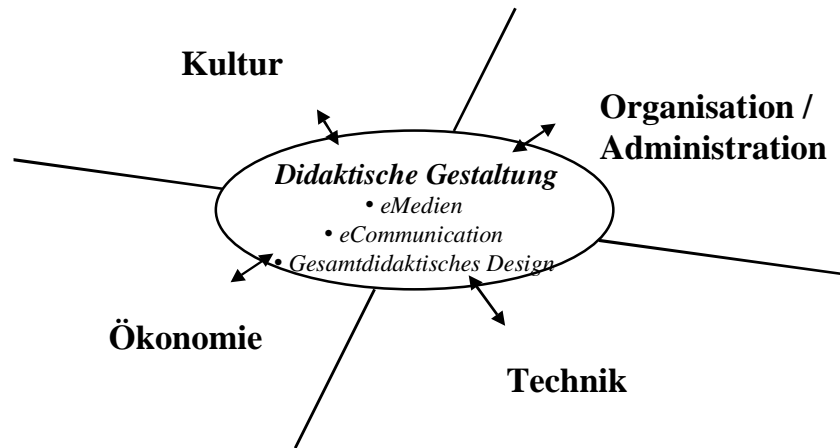 Kultur
Organisation /
Administration
Didaktische Gestaltung
• eMedien
• eCommunication
• Gesamtdidaktisches Design
Ökonomie
Technik